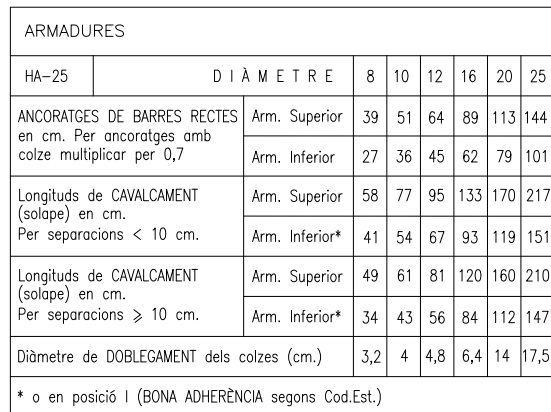 ARMADURES
HA-25 DIÀMETRE 8 10 12 16 20 25
ANCORATGES DE BARRES RECTES
en cm. Per ancoratges amb
colze multiplicar per 0,7
Arm. Superior 39 51 64 89 113 144
Arm. Inferior 27 36 45 62 79 101
Longituds de CAVALCAMENT
(solape) en cm.
Per separacions < 10 cm.
Arm. Superior 58 77 95 133 170 217
Arm. Inferior* 41 54 67 93 119 151
Longituds de CAVALCAMENT
(solape) en cm.
Per separacions ⩾ 10 cm.
Arm. Superior 49 61 81 120 160 210
Arm. Inferior* 34 43 56 84 112 147
Diàmetre de DOBLEGAMENT dels colzes (cm.) 3,2 4 4,8 6,4 14 17,5
* o en posició I (BONA ADHERÈNCIA segons Cod.Est.)